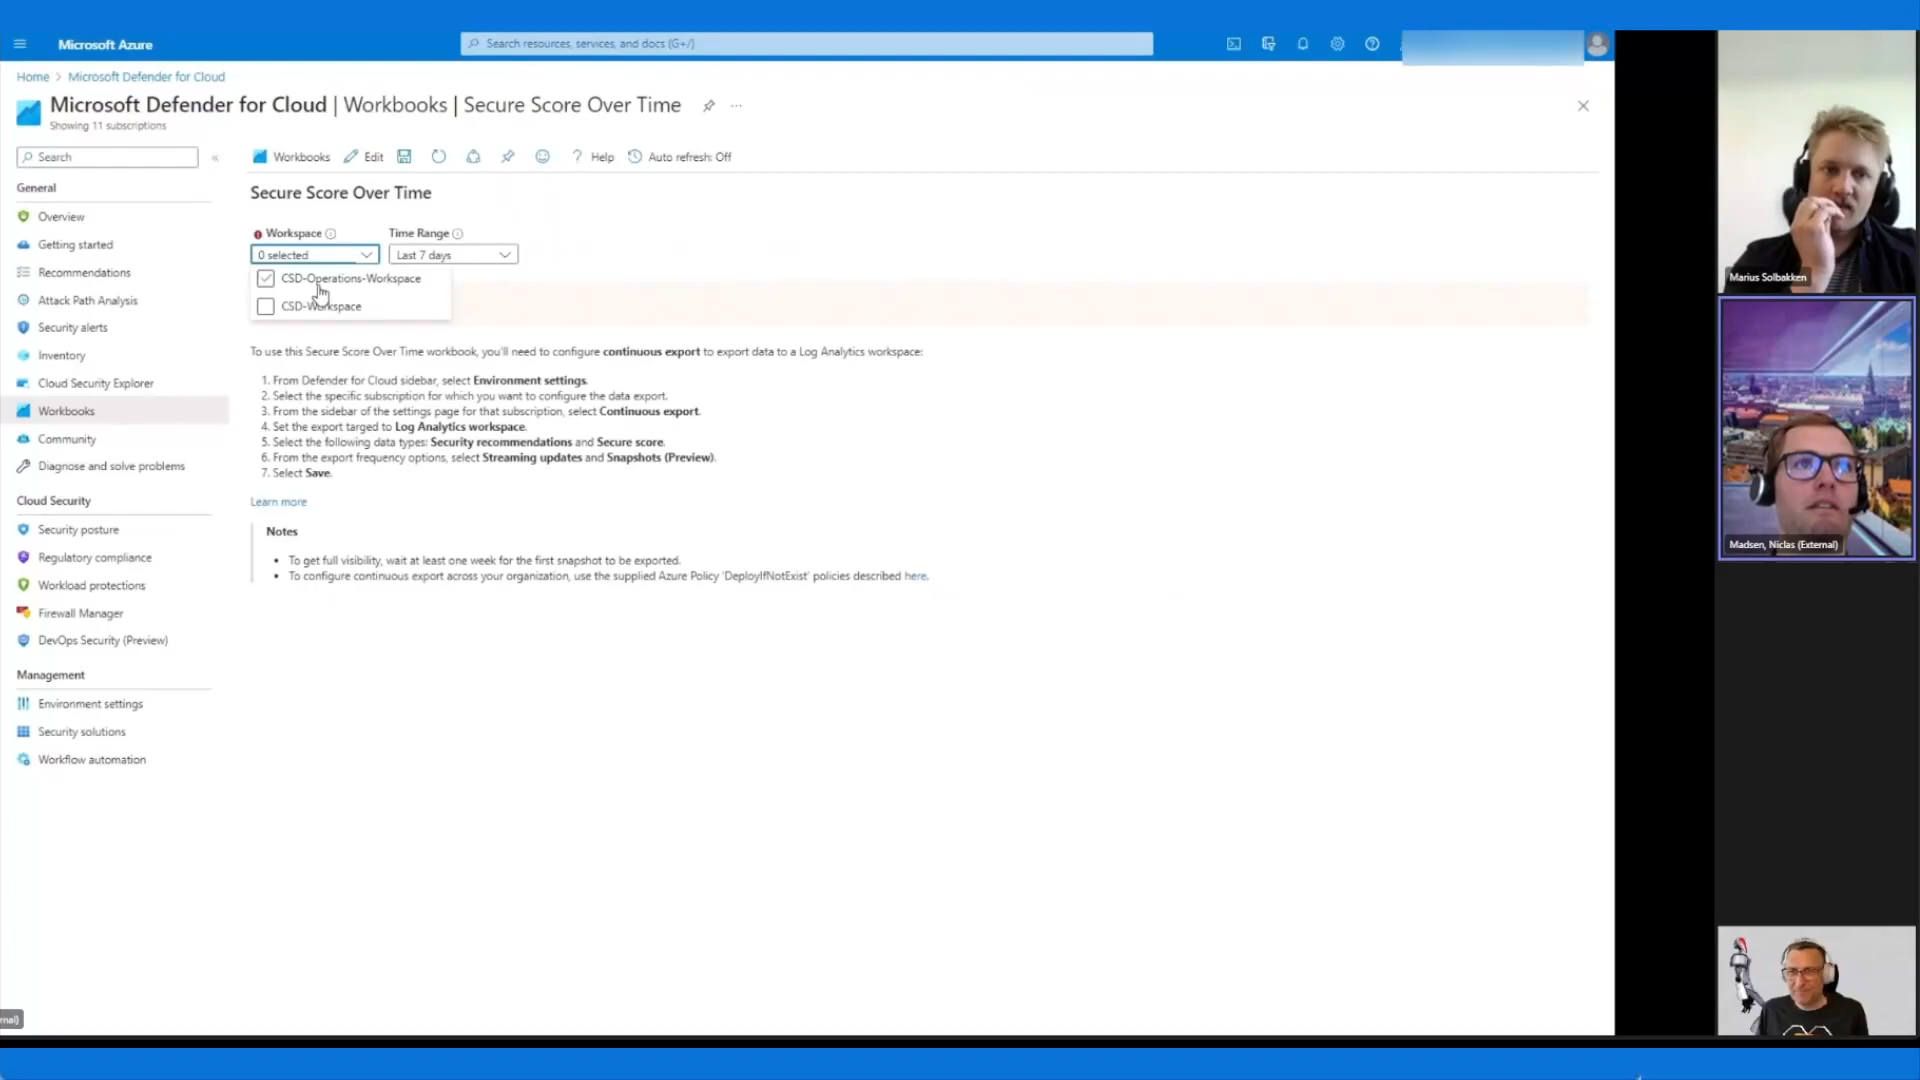 Microsoft Azure
Search resources, services, and docs (G+/)
Home > Microsoft Defender for Cloud
Microsoft Defender for Cloud | Workbooks | Secure Score Over Time
Showing 11 subscriptions
Search
General
Overview
Getting started
Recommendations
Attack Path Analysis
Security alerts
Inventory
Cloud Security Explorer
Workbooks
Community
Diagnose and solve problems
Cloud Security
Security posture
Regulatory compliance
Workload protections
Firewall Manager
DevOps Security (Preview)
Management
Environment settings
Security solutions
Workflow automation
Workbooks Edit Help Auto refresh: Off
Secure Score Over Time
Workspace Time Range
0 selected Last 7 days
CSD-Operations-Workspace
CSD-Workspace
To use this Secure Score Over Time workbook, you'll need to configure continuous export to export data to a Log Analytics workspace:
1. From Defender for Cloud sidebar, select Environment settings.
2. Select the specific subscription for which you want to configure the data export.
3. From the sidebar of the settings page for that subscription, select Continuous export.
4. Set the export targed to Log Analytics workspace.
5. Select the following data types: Security recommendations and Secure score.
6. From the export frequency options, select Streaming updates and Snapshots (Preview).
7. Select Save.
Learn more
Notes
• To get full visibility, wait at least one week for the first snapshot to be exported.
• To configure continuous export across your organization, use the supplied Azure Policy 'DeployIfNotExist' policies described here.
Marius Solbakken
Madsen, Niclas (External)
rnal)